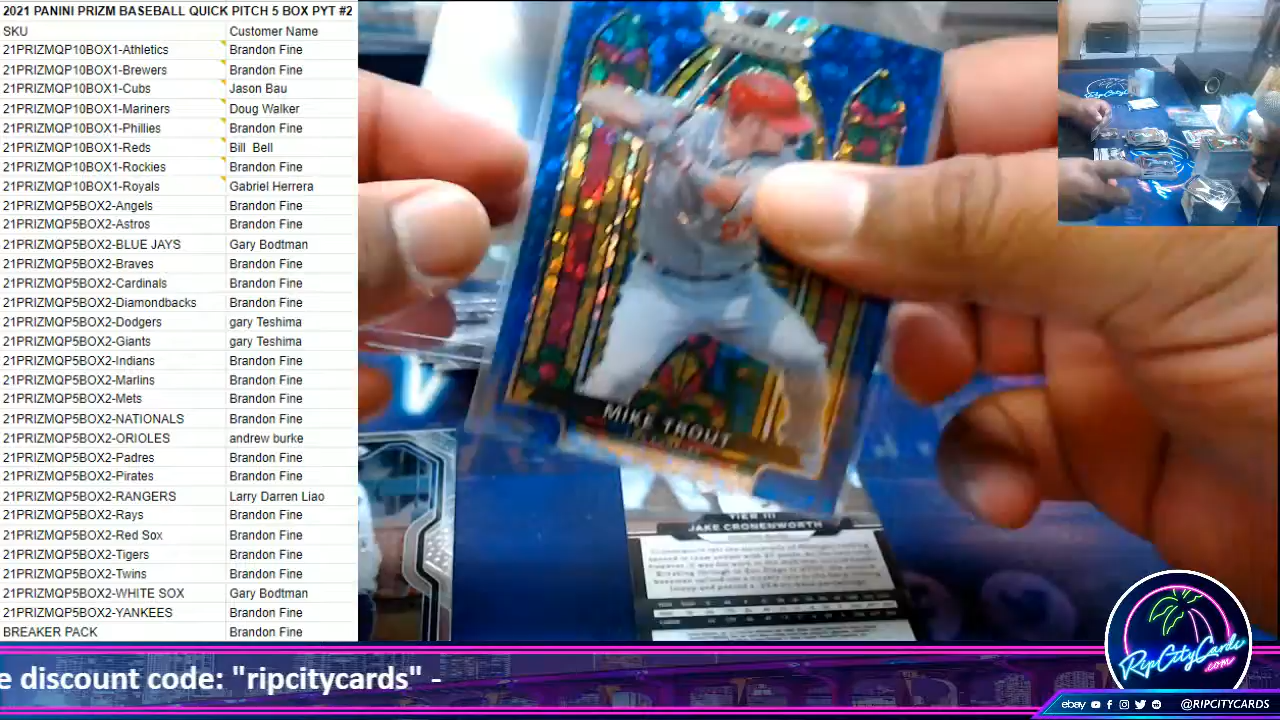 2021 PANINI PRIZM BASEBALL QUICK PITCH 5 BOX PYT #2
SKU Customer Name
21PRIZMQP10BOX1-Athletics Brandon Fine
21PRIZMQP10BOX1-Brewers Brandon Fine
21PRIZMQP10BOX1-Cubs Jason Bau
21PRIZMQP10BOX1-Mariners Doug Walker
21PRIZMQP10BOX1-Phillies Brandon Fine
21PRIZMQP10BOX1-Reds Bill Bell
21PRIZMQP10BOX1-Rockies Brandon Fine
21PRIZMQP10BOX1-Royals Gabriel Herrera
21PRIZMQP5BOX2-Angels Brandon Fine
21PRIZMQP5BOX2-Astros Brandon Fine
21PRIZMQP5BOX2-BLUE JAYS Gary Bodtman
21PRIZMQP5BOX2-Braves Brandon Fine
21PRIZMQP5BOX2-Cardinals Brandon Fine
21PRIZMQP5BOX2-Diamondbacks Brandon Fine
21PRIZMQP5BOX2-Dodgers gary Teshima
21PRIZMQP5BOX2-Giants gary Teshima
21PRIZMQP5BOX2-Indians Brandon Fine
21PRIZMQP5BOX2-Marlins Brandon Fine
21PRIZMQP5BOX2-Mets Brandon Fine
21PRIZMQP5BOX2-NATIONALS Brandon Fine
21PRIZMQP5BOX2-ORIOLES andrew burke
21PRIZMQP5BOX2-Padres Brandon Fine
21PRIZMQP5BOX2-Pirates Brandon Fine
21PRIZMQP5BOX2-RANGERS Larry Darren Liao
21PRIZMQP5BOX2-Rays Brandon Fine
21PRIZMQP5BOX2-Red Sox Brandon Fine
21PRIZMQP5BOX2-Tigers Brandon Fine
21PRIZMQP5BOX2-Twins Brandon Fine
21PRIZMQP5BOX2-WHITE SOX Gary Bodtman
21PRIZMQP5BOX2-YANKEES Brandon Fine
BREAKER PACK Brandon Fine
MIKE TROUT
TIER III
JAKE CRONENWORTH
e discount code: "ripcitycards" -
RipCityCards
.com
ebay @RIPCITYCARDS